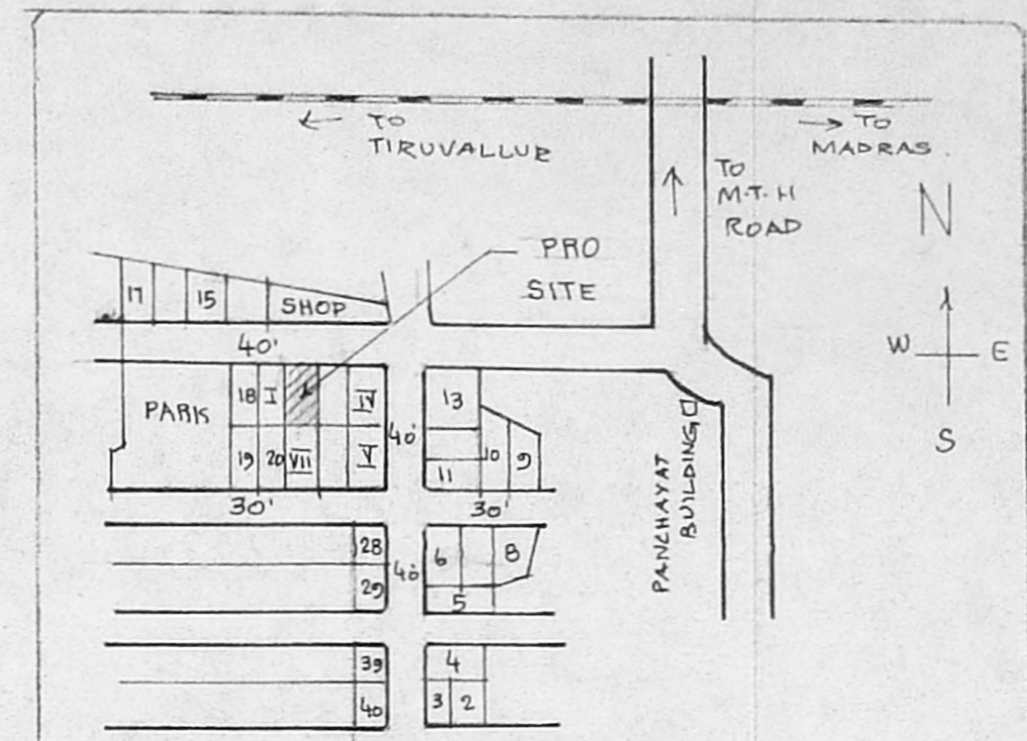 ← TO
TIRUVALLUR
→ TO
MADRAS.
TO
M.T.H
ROAD
N
W E
S
PRO
SITE
17 15 SHOP
40'
PARK
18 I IV
19 20 VII V
40'
13
11 10 9
30' 30'
PANCHAYAT
BUILDING
28
29
40'
6 8
5
39
40
4
3 2